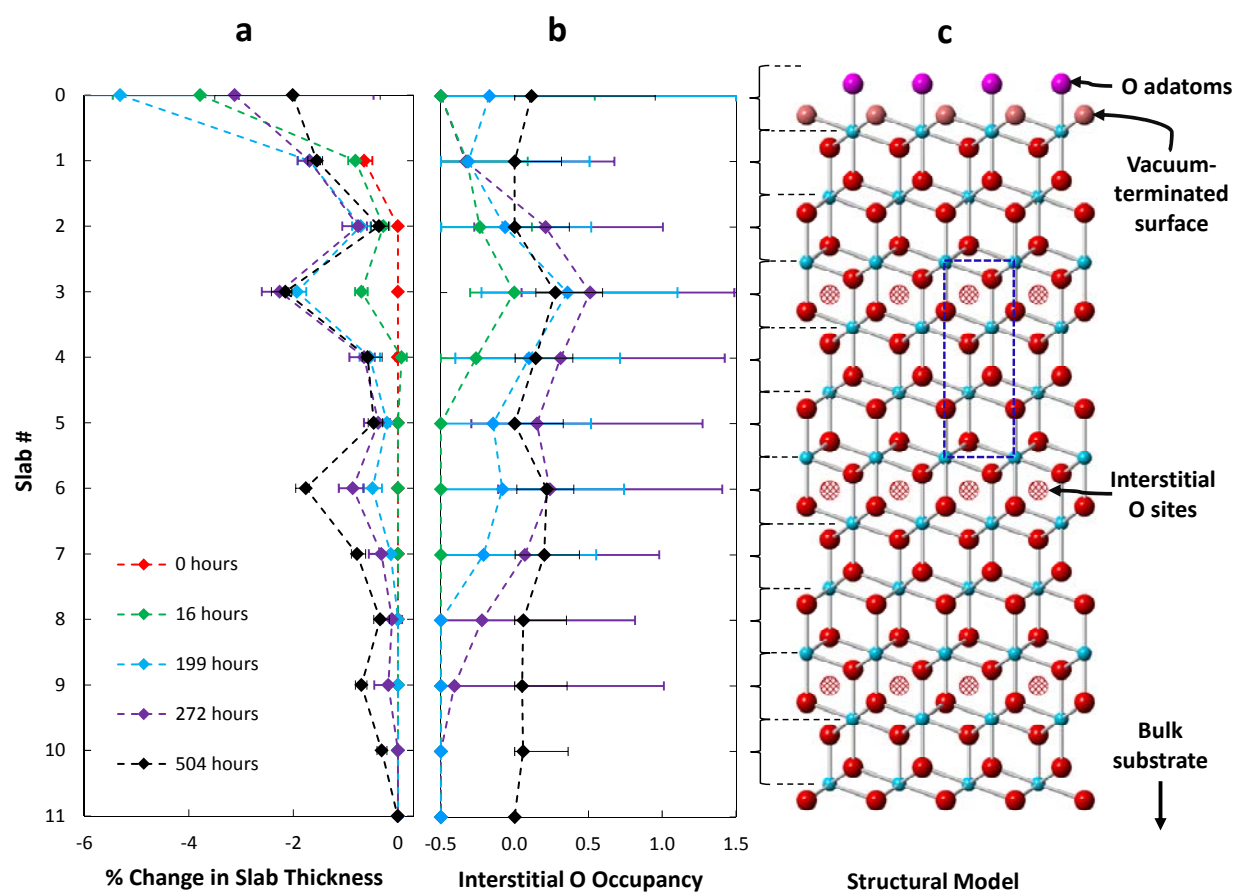 a
b
c
0
1
2
3
4
5
6
7
8
9
10
11
Slab #
0 hours
16 hours
199 hours
272 hours
504 hours
-6
-4
-2
0
% Change in Slab Thickness
-0.5
0.0
0.5
1.0
1.5
Interstitial O Occupancy
O adatoms
Vacuum-
terminated
surface
Interstitial
O sites
Bulk
substrate
Structural Model